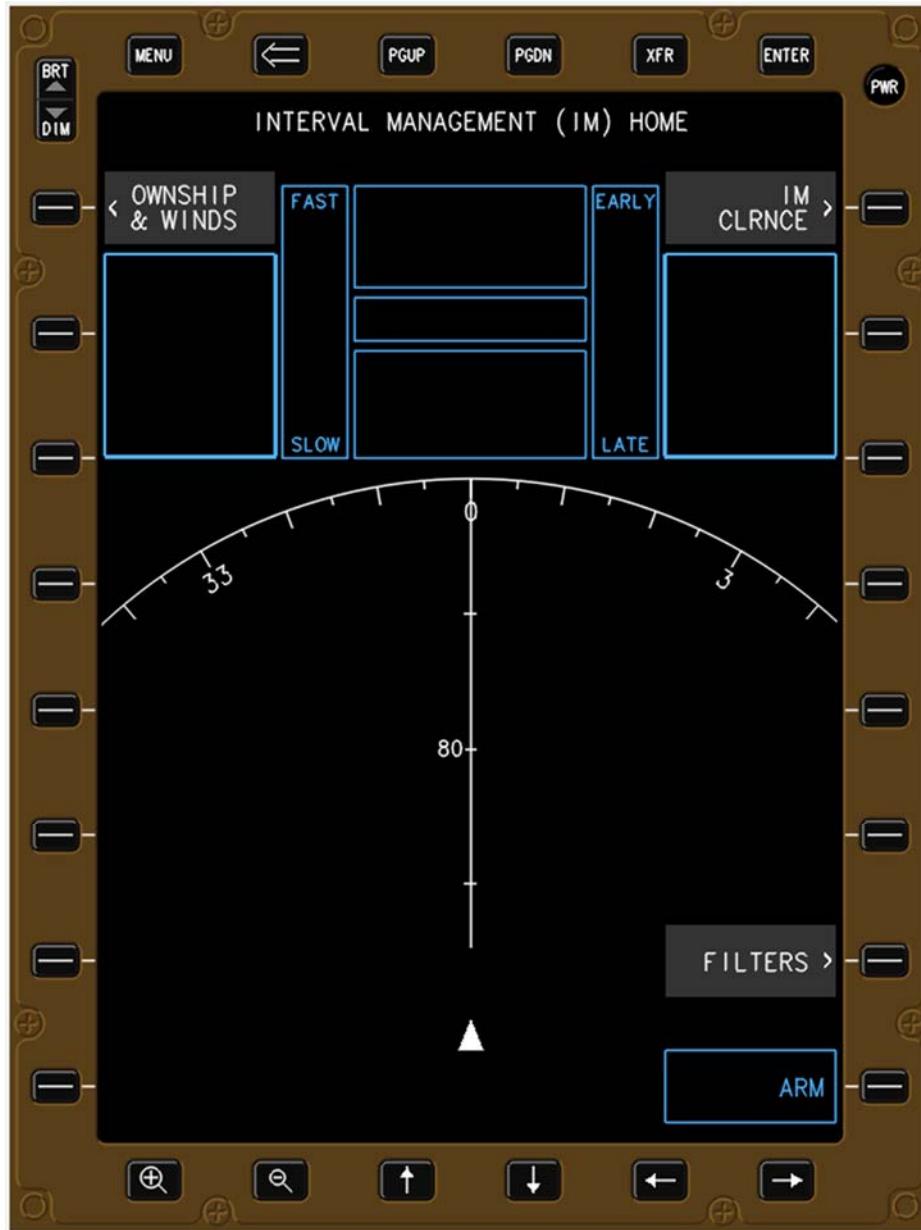 MENU
PGUP
PGDN
XFR
ENTER
BRT
DIM
PWR
INTERVAL MANAGEMENT (IM) HOME
< OWNSHIP
& WINDS
FAST
EARLY
IM >
CLRNCE
SLOW
LATE
0
33
3
80
FILTERS >
ARM